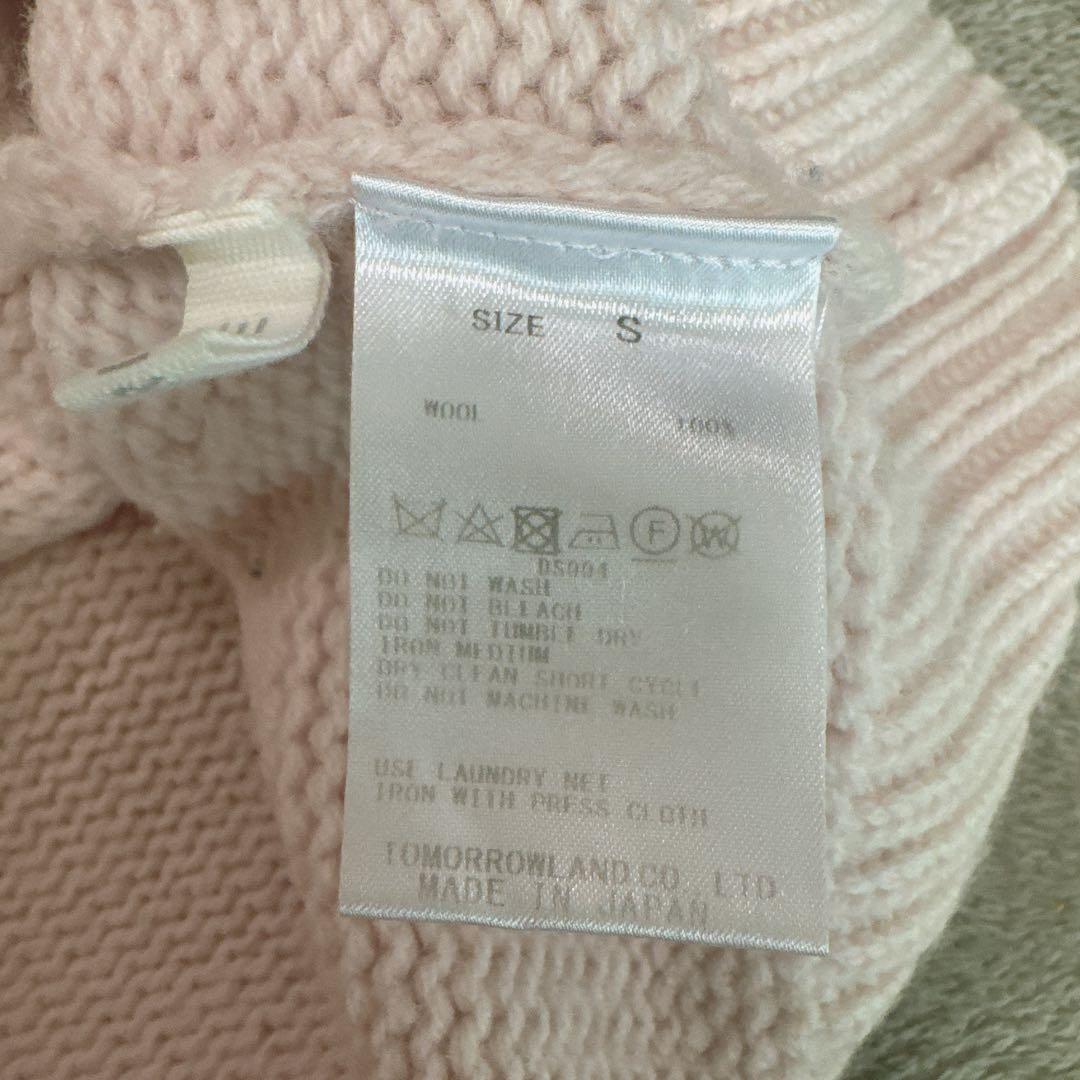 SIZE S
WOOL 100%
F W
DS004
DO NOT WASH
DO NOT BLEACH
DO NOT TUMBLE DRY
IRON MEDIUM
DRY CLEAN SHORT CYCLE
DO NOT MACHINE WASH
USE LAUNDRY NET
IRON WITH PRESS CLOTH
TOMORROWLAND CO. LTD.
MADE IN JAPAN